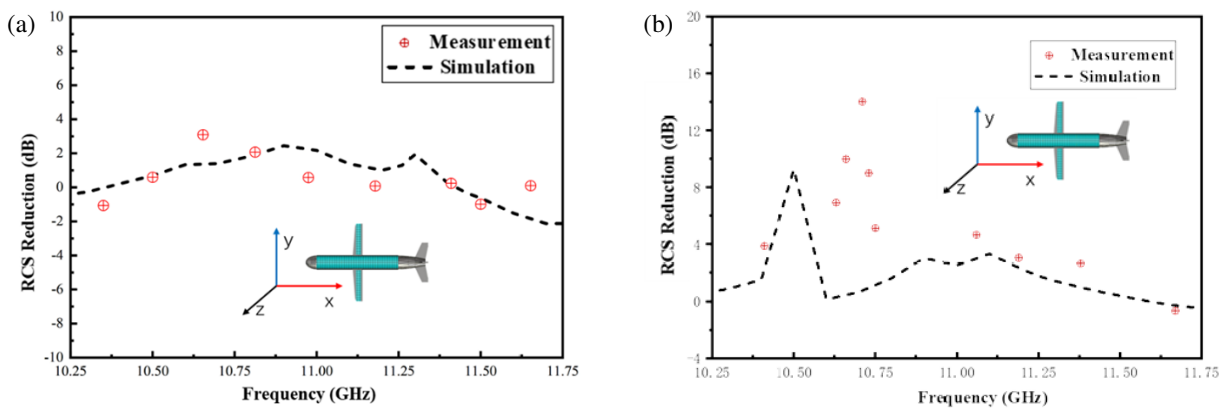 (a)
10
8
6
4
2
0
-2
-4
-6
-8
-10
RCS Reduction (dB)
Measurement
Simulation
y
x
z
10.25 10.50 10.75 11.00 11.25 11.50 11.75
Frequency (GHz)
(b)
20
16
12
8
4
0
-4
RCS Reduction (dB)
Measurement
Simulation
y
x
z
10.25 10.50 10.75 11.00 11.25 11.50 11.75
Frequency (GHz)